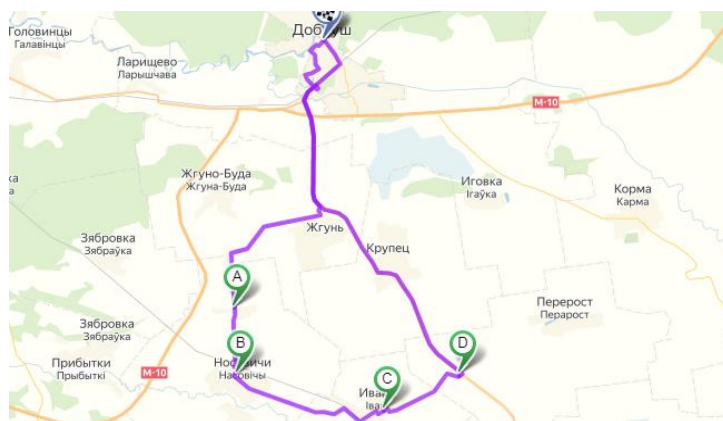 Добруш
Головинцы
Галавінцы
Ларищево
Ларышчава
М-10
Жгуно-Буда
Жгуна-Буда
Иговка
Ігаўка
Корма
Карма
Зябровка
Зябраўка
Жгунь
Крупец
A
Перерост
Перарост
Зябровка
Зябраўка
B
D
Прибытки
Прыбыткі
М-10
Носовичи
Насовічы
C